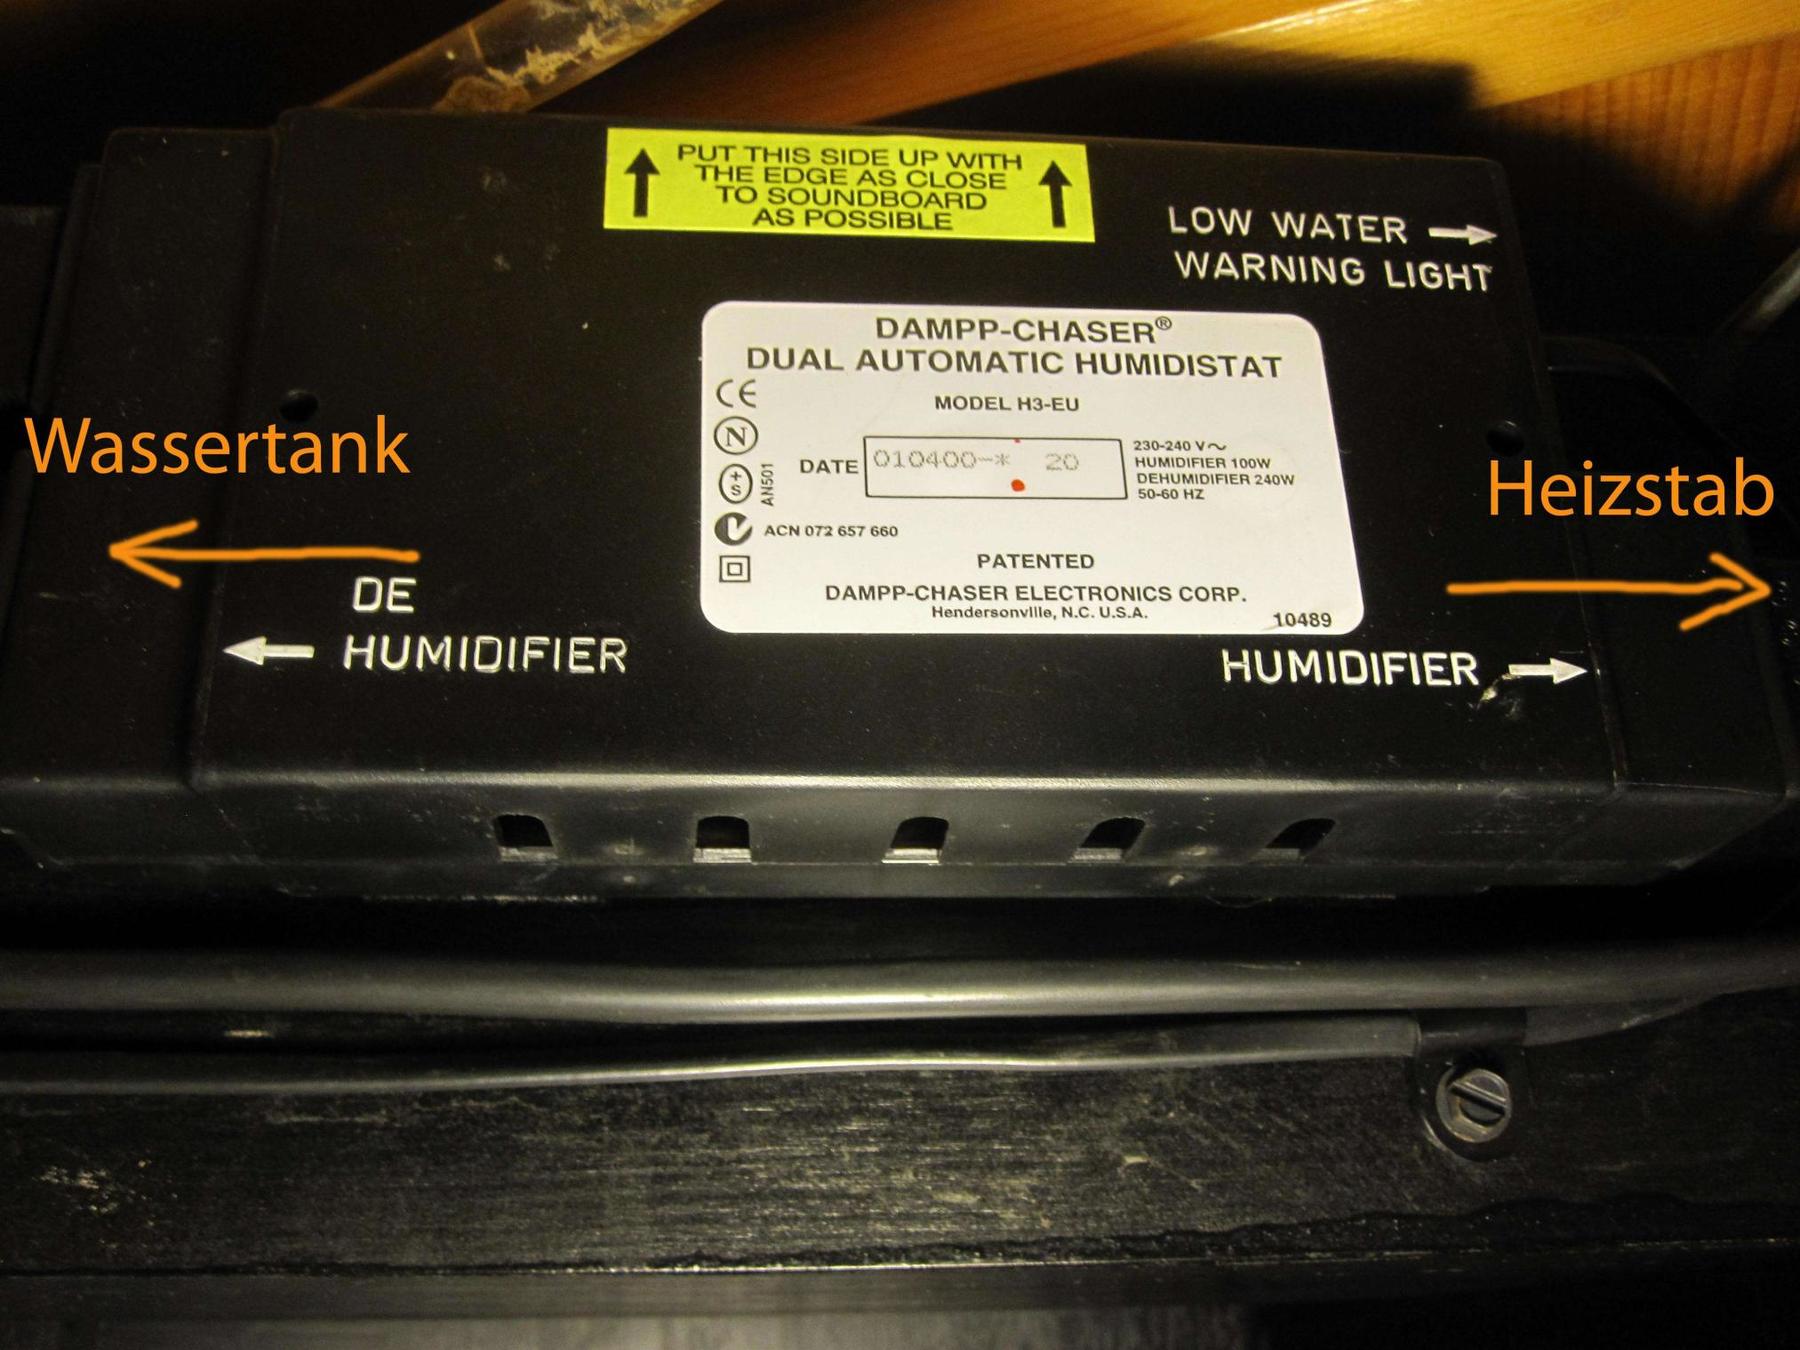 PUT THIS SIDE UP WITH
THE EDGE AS CLOSE
TO SOUNDBOARD
AS POSSIBLE
LOW WATER
WARNING LIGHT
DAMPP-CHASER®
DUAL AUTOMATIC HUMIDISTAT
MODEL H3-EU
CE
N
+S
AN501
DATE 010400-* 20
230-240 V~
HUMIDIFIER 100W
DEHUMIDIFIER 240W
50-60 HZ
ACN 072 657 660
PATENTED
DAMPP-CHASER ELECTRONICS CORP.
Hendersonville, N.C. U.S.A.
10489
Wassertank
Heizstab
DE
HUMIDIFIER
HUMIDIFIER